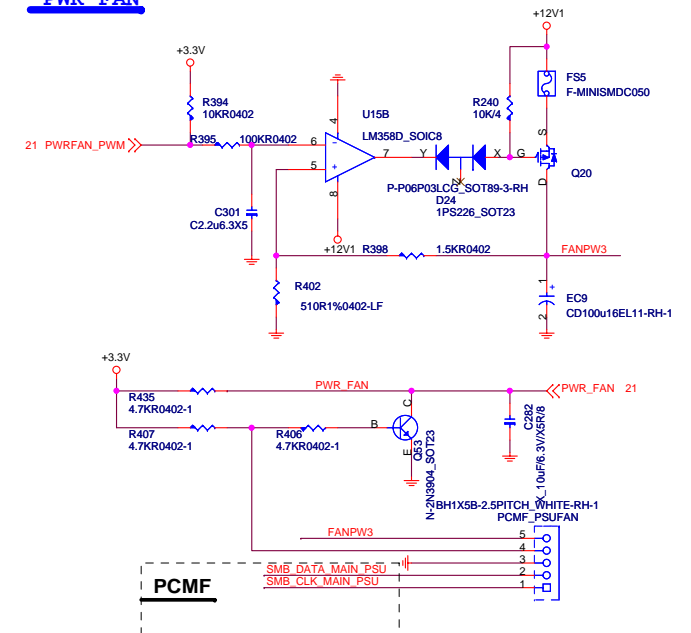 PWR FAN
+12V1
+3.3V
FS5
F-MINISMDC050
R394
10KR0402
R240
10K/4
U15B
LM358D_SOIC8
4
S
21 PWRFAN_PWM
R395
100KR0402
6
5
7
Y
X
G
Q20
D
8
Z
P-P06P03LCG_SOT89-3-RH
D24
1PS226_SOT23
C301
C2.2u6.3X5
+12V1
R398
1.5KR0402
FANPW3
R402
510R1%0402-LF
1
+
2
EC9
CD100u16EL11-RH-1
+3.3V
R435
4.7KR0402-1
PWR_FAN
PWR_FAN 21
R407
4.7KR0402-1
R406
4.7KR0402-1
B
C
E
Q53
N-2N3904_SOT23
C282
X_10uF/6.3V/X5R/8
BH1X5B-2.5PITCH_WHITE-RH-1
PCMF_PSUFAN
FANPW3
5
4
3
SMB_DATA_MAIN_PSU
2
SMB_CLK_MAIN_PSU
1
PCMF